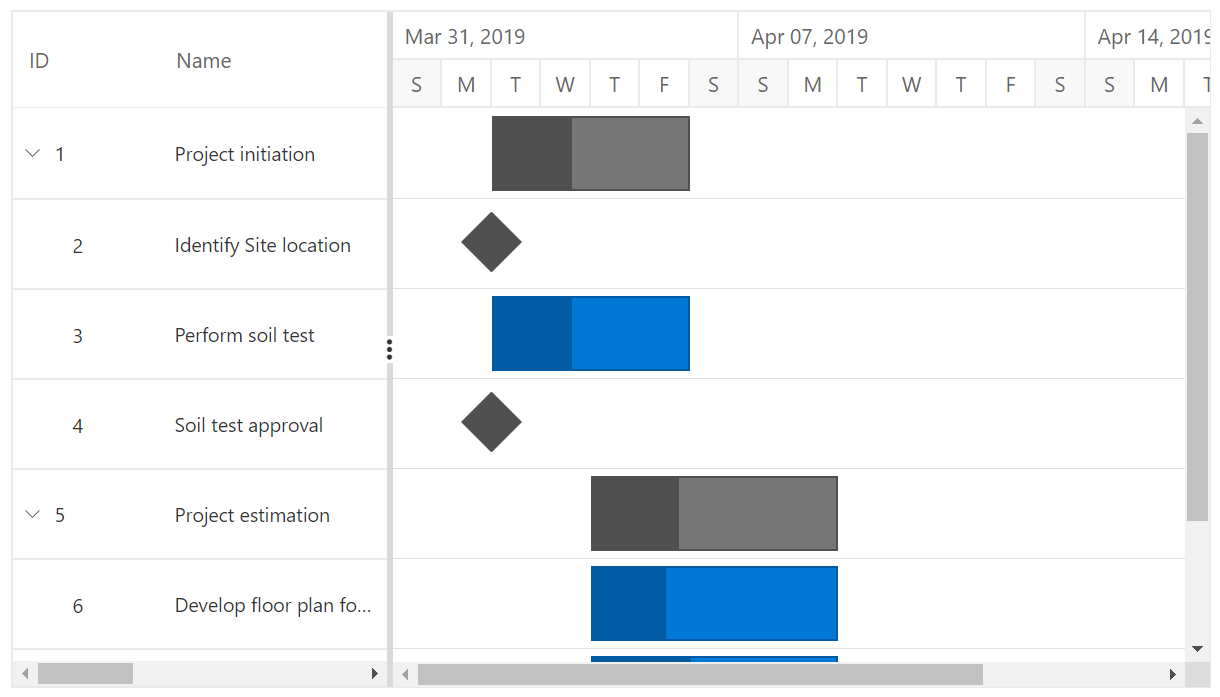 ID Name
Mar 31, 2019 Apr 07, 2019 Apr 14, 2019
S M T W T F S S M T W T F S S M T
1 Project initiation
2 Identify Site location
3 Perform soil test
4 Soil test approval
5 Project estimation
6 Develop floor plan fo...